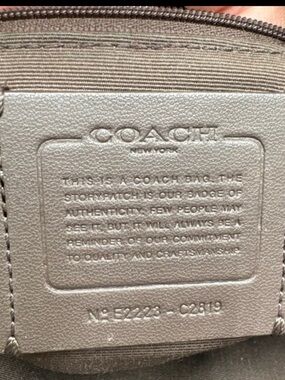 COACH
NEW YORK
THIS IS A COACH BAG. THE
STORYPATCH IS OUR BADGE OF
AUTHENTICITY. FEW PEOPLE MAY
SEE IT, BUT IT WILL ALWAYS BE A
REMINDER OF OUR COMMITMENT
TO QUALITY AND CRAFTSMANSHIP
Nº E2223 - C2819